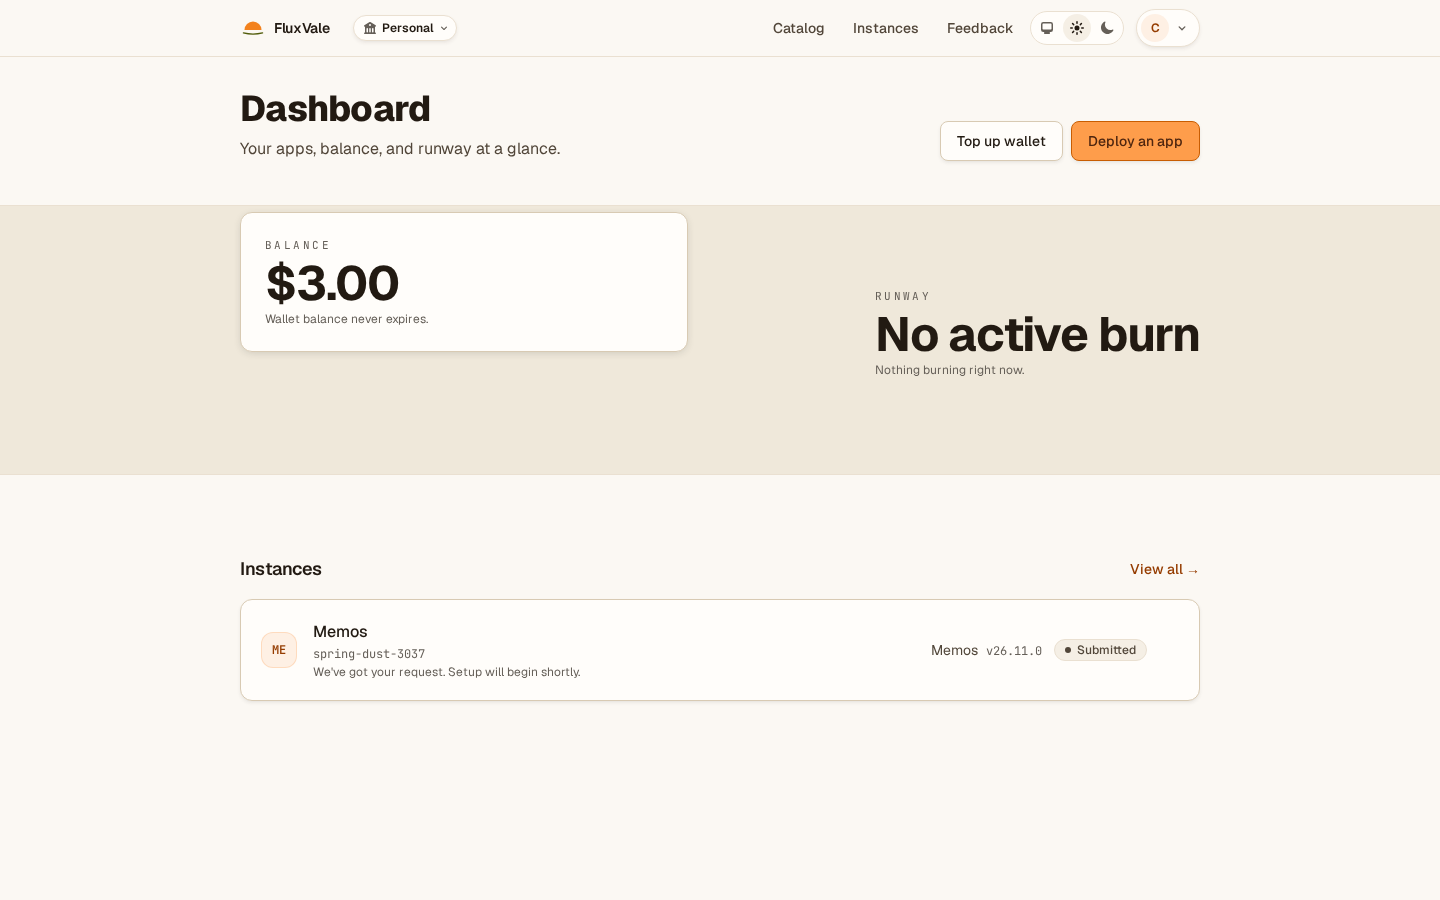 FluxVale
Personal
Catalog
Instances
Feedback
C
Dashboard
Your apps, balance, and runway at a glance.
Top up wallet
Deploy an app
BALANCE
$3.00
Wallet balance never expires.
RUNWAY
No active burn
Nothing burning right now.
Instances
View all →
ME
Memos
spring-dust-3037
We've got your request. Setup will begin shortly.
Memos v26.11.0
Submitted